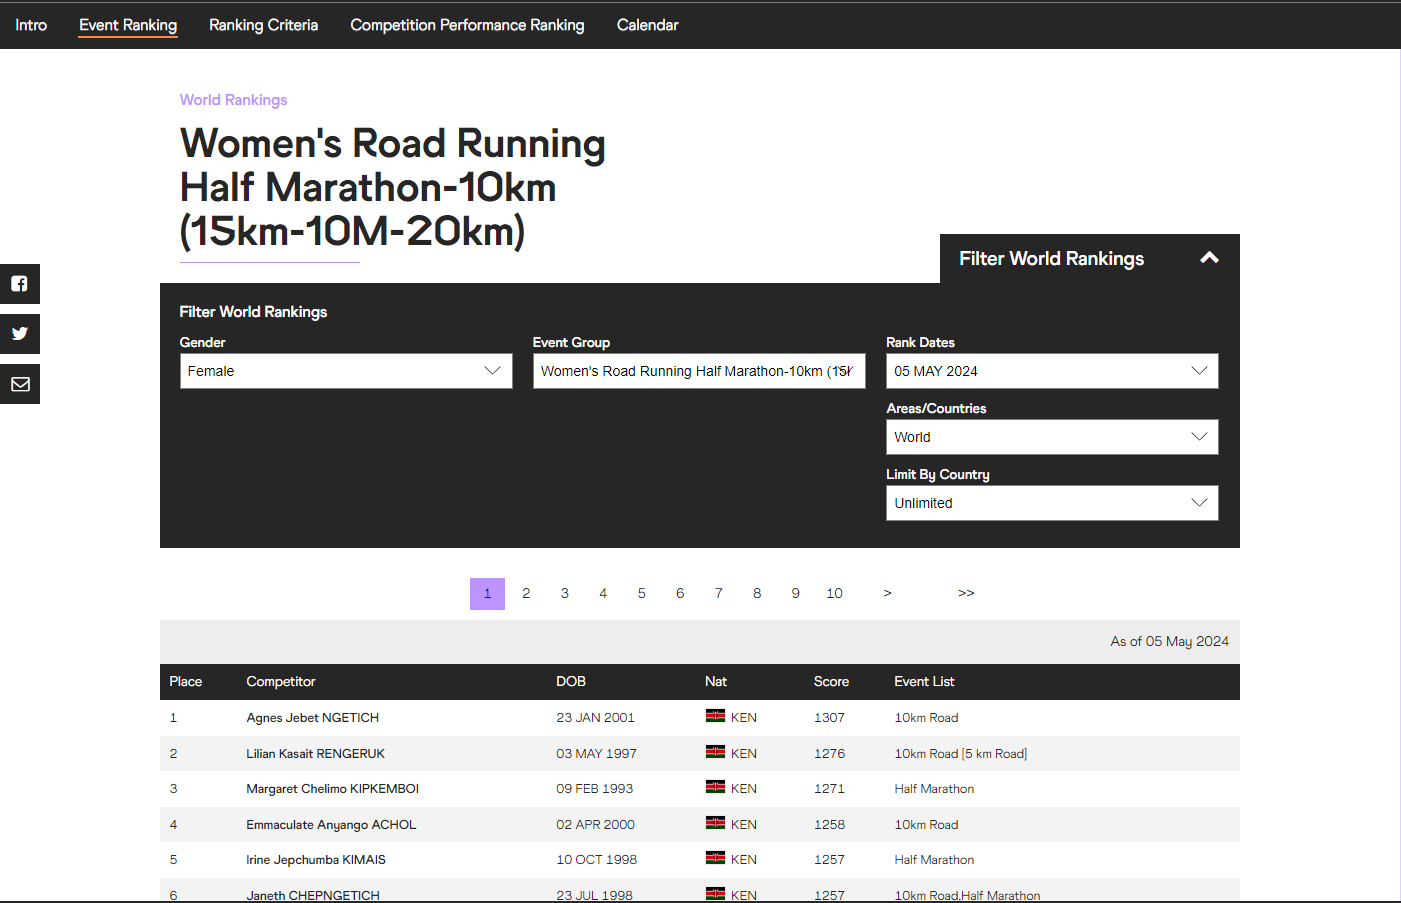 Intro Event Ranking Ranking Criteria Competition Performance Ranking Calendar
World Rankings
Women's Road Running
Half Marathon-10km
(15km-10M-20km)
Filter World Rankings
Filter World Rankings
Gender Event Group Rank Dates
Female Women's Road Running Half Marathon-10km (15k 05 MAY 2024
Areas/Countries
World
Limit By Country
Unlimited
1 2 3 4 5 6 7 8 9 10 > >>
As of 05 May 2024
Place Competitor DOB Nat Score Event List
1 Agnes Jebet NGETICH 23 JAN 2001 KEN 1307 10km Road
2 Lilian Kasait RENGERUK 03 MAY 1997 KEN 1276 10km Road [5 km Road]
3 Margaret Chelimo KIPKEMBOI 09 FEB 1993 KEN 1271 Half Marathon
4 Emmaculate Anyango ACHOL 02 APR 2000 KEN 1258 10km Road
5 Irine Jepchumba KIMAIS 10 OCT 1998 KEN 1257 Half Marathon
6 Janeth CHEPNGETICH 23 JUL 1998 KEN 1257 10km Road,Half Marathon